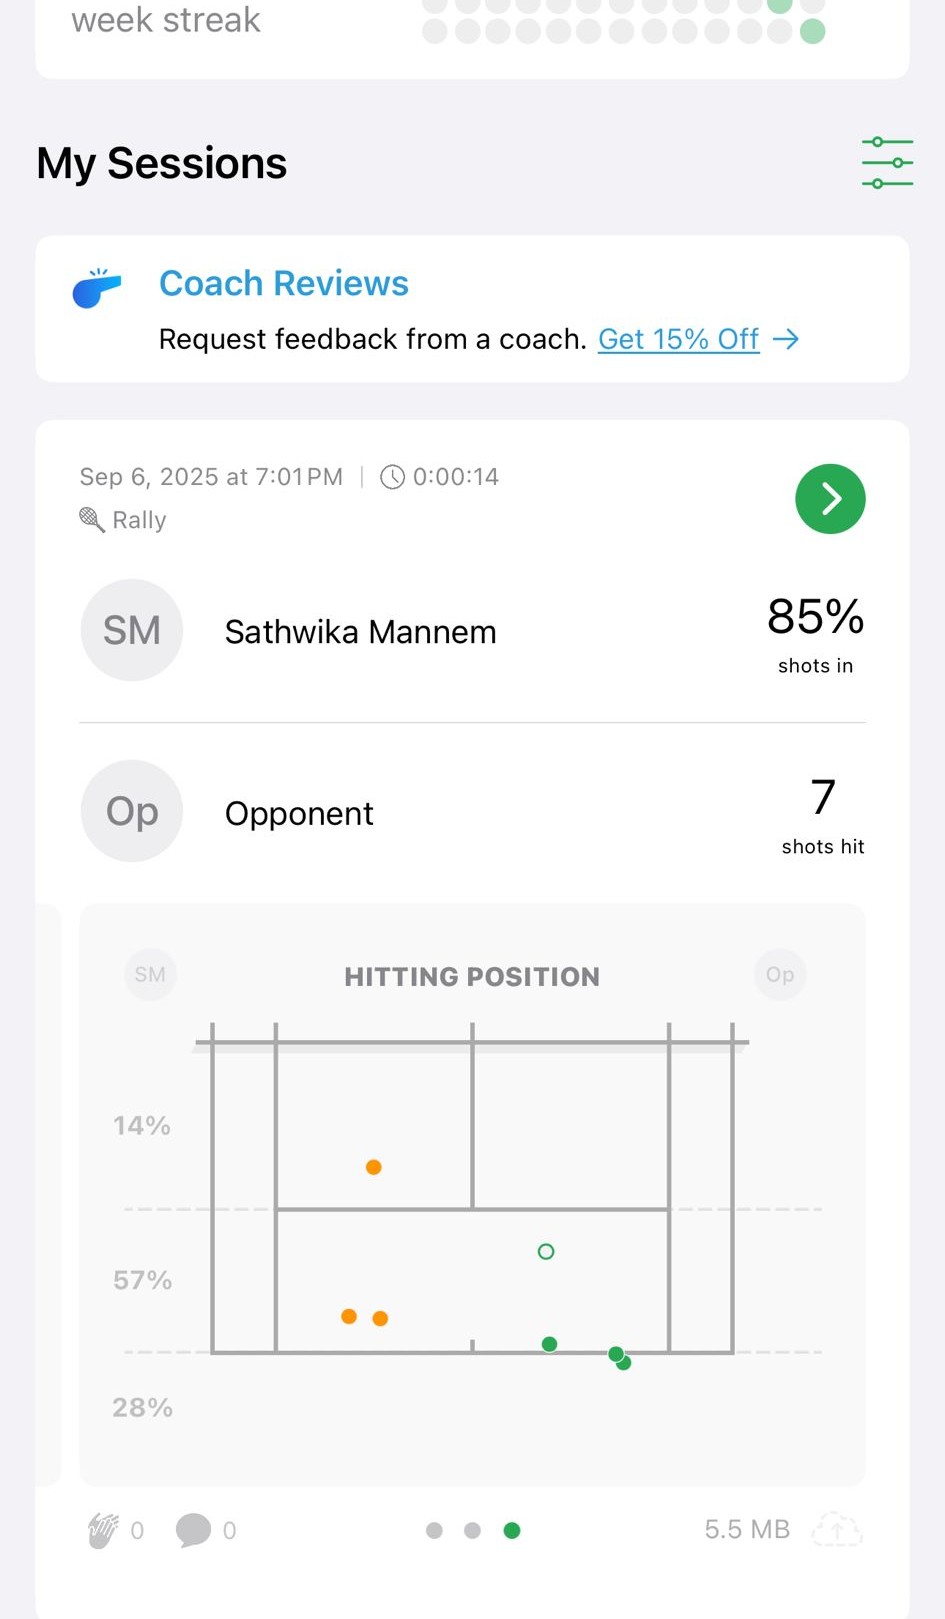 week streak
My Sessions
Coach Reviews
Request feedback from a coach. Get 15% Off →
Sep 6, 2025 at 7:01 PM | 0:00:14
Rally
SM Sathwika Mannem 85%
shots in
Op Opponent 7
shots hit
SM HITTING POSITION Op
14%
57%
28%
0 0 5.5 MB